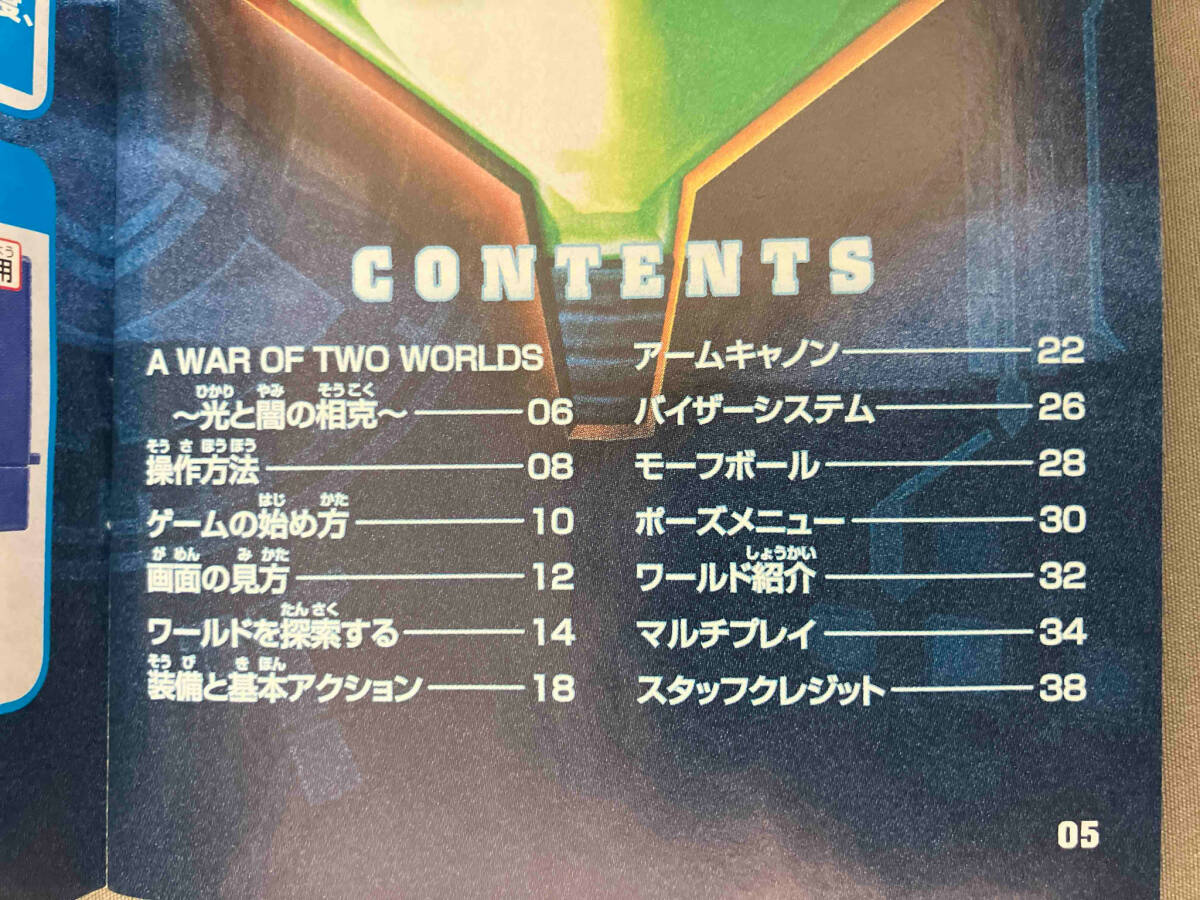 CONTENTS
A WAR OF TWO WORLDS
ひかり やみ そうこく
～光と闇の相克～ 06
そうさほうほう
操作方法 08
はじ かた
ゲームの始め方 10
がめん み かた
画面の見方 12
たんさく
ワールドを探索する 14
そうび きほん
装備と基本アクション 18
アームキャノン 22
バイザーシステム 26
モーフボール 28
ポーズメニュー 30
しょうかい
ワールド紹介 32
マルチプレイ 34
スタッフクレジット 38
05
よう
用